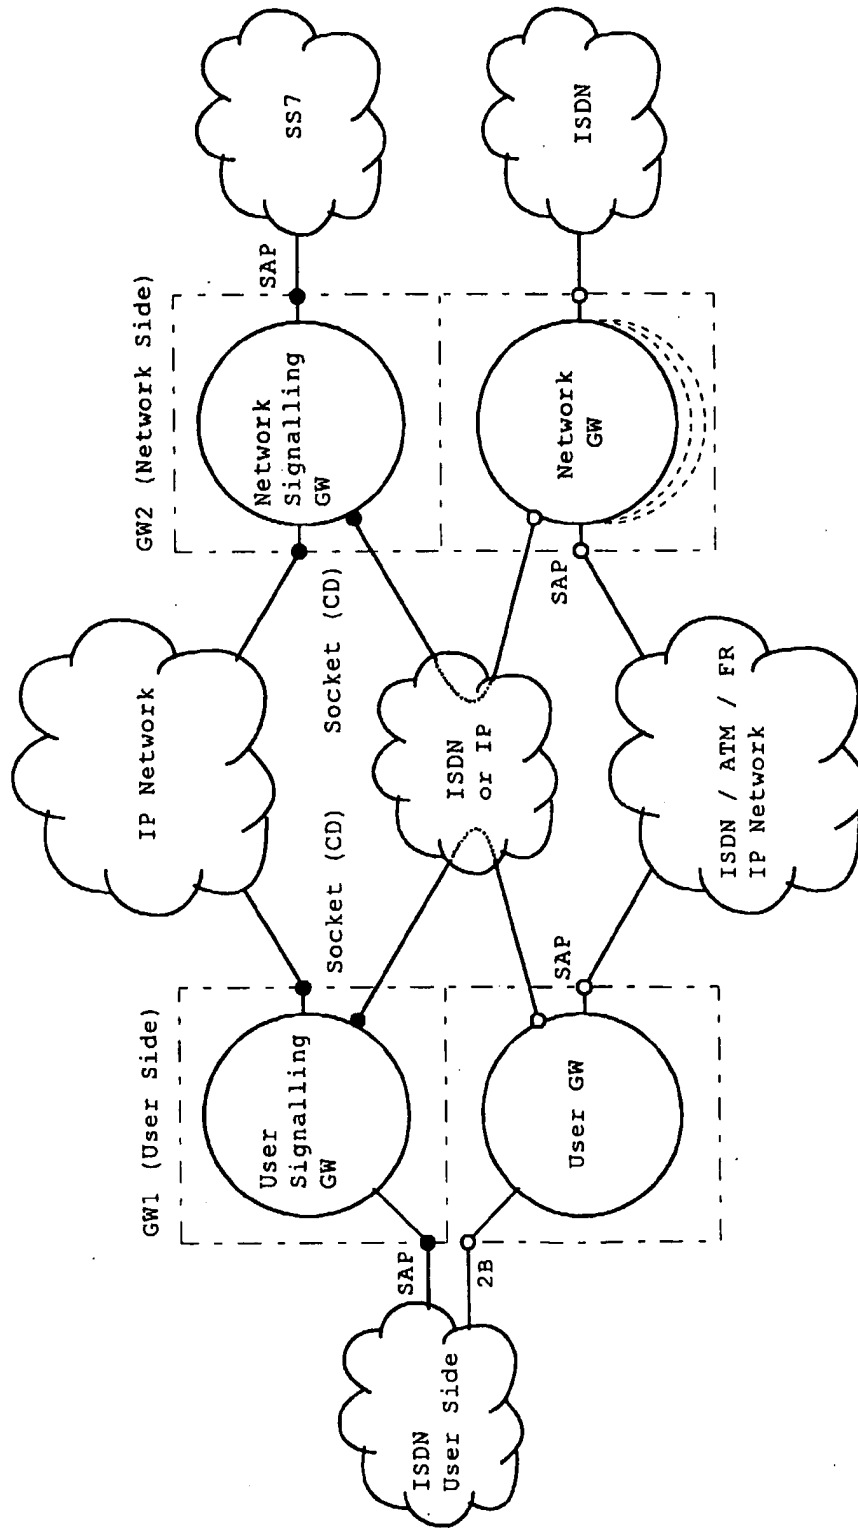 GW1 (User Side)
GW2 (Network Side)
IP Network
SS7
User
Signalling
GW
Network
Signalling
GW
SAP
Socket (CD)
Socket (CD)
SAP
ISDN
or IP
ISDN
User Side
2B
User GW
SAP
SAP
Network
GW
ISDN
ISDN / ATM / FR
IP Network